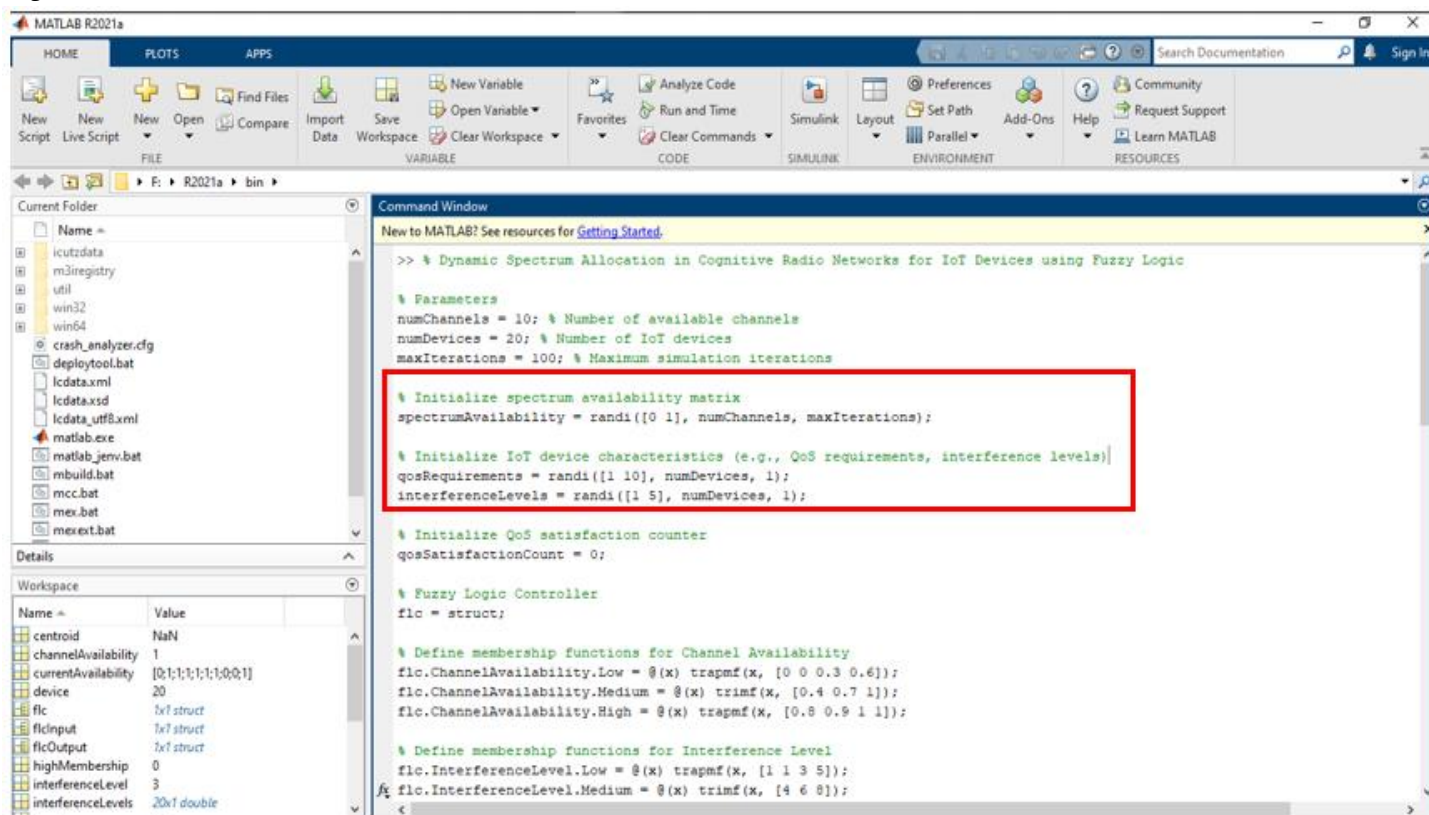 MATLAB R2021a
HOME PLOTS APPS
Search Documentation Sign In
New Script
New Live Script
New
Open
Find Files
Compare
Import Data
Save Workspace
New Variable
Open Variable
Clear Workspace
Favorites
Analyze Code
Run and Time
Clear Commands
Simulink
Layout
Preferences
Set Path
Parallel
Add-Ons
Help
Community
Request Support
Learn MATLAB
FILE VARIABLE CODE SIMULINK ENVIRONMENT RESOURCES
F: R2021a bin
Current Folder
Name
icutzdata
m3iregistry
util
win32
win64
crash_analyzer.cfg
deploytool.bat
lcdata.xml
lcdata.xsd
lcdata_utf8.xml
matlab.exe
matlab_jenv.bat
mbuild.bat
mcc.bat
mex.bat
mexext.bat
Details
Workspace
Name Value
centroid NaN
channelAvailability 1
currentAvailability [0;1;1;1;1;1;1;0;0;1]
device 20
flc 1x1 struct
flcInput 1x1 struct
flcOutput 1x1 struct
highMembership 0
interferenceLevel 3
interferenceLevels 20x1 double
Command Window
New to MATLAB? See resources for Getting Started.
>> % Dynamic Spectrum Allocation in Cognitive Radio Networks for IoT Devices using Fuzzy Logic
% Parameters
numChannels = 10; % Number of available channels
numDevices = 20; % Number of IoT devices
maxIterations = 100; % Maximum simulation iterations
% Initialize spectrum availability matrix
spectrumAvailability = randi([0 1], numChannels, maxIterations);
% Initialize IoT device characteristics (e.g., QoS requirements, interference levels)
qosRequirements = randi([1 10], numDevices, 1);
interferenceLevels = randi([1 5], numDevices, 1);
% Initialize QoS satisfaction counter
qosSatisfactionCount = 0;
% Fuzzy Logic Controller
flc = struct;
% Define membership functions for Channel Availability
flc.ChannelAvailability.Low = @(x) trapmf(x, [0 0 0.3 0.6]);
flc.ChannelAvailability.Medium = @(x) trimf(x, [0.4 0.7 1]);
flc.ChannelAvailability.High = @(x) trapmf(x, [0.8 0.9 1 1]);
% Define membership functions for Interference Level
flc.InterferenceLevel.Low = @(x) trapmf(x, [1 1 3 5]);
fx flc.InterferenceLevel.Medium = @(x) trimf(x, [4 6 8]);